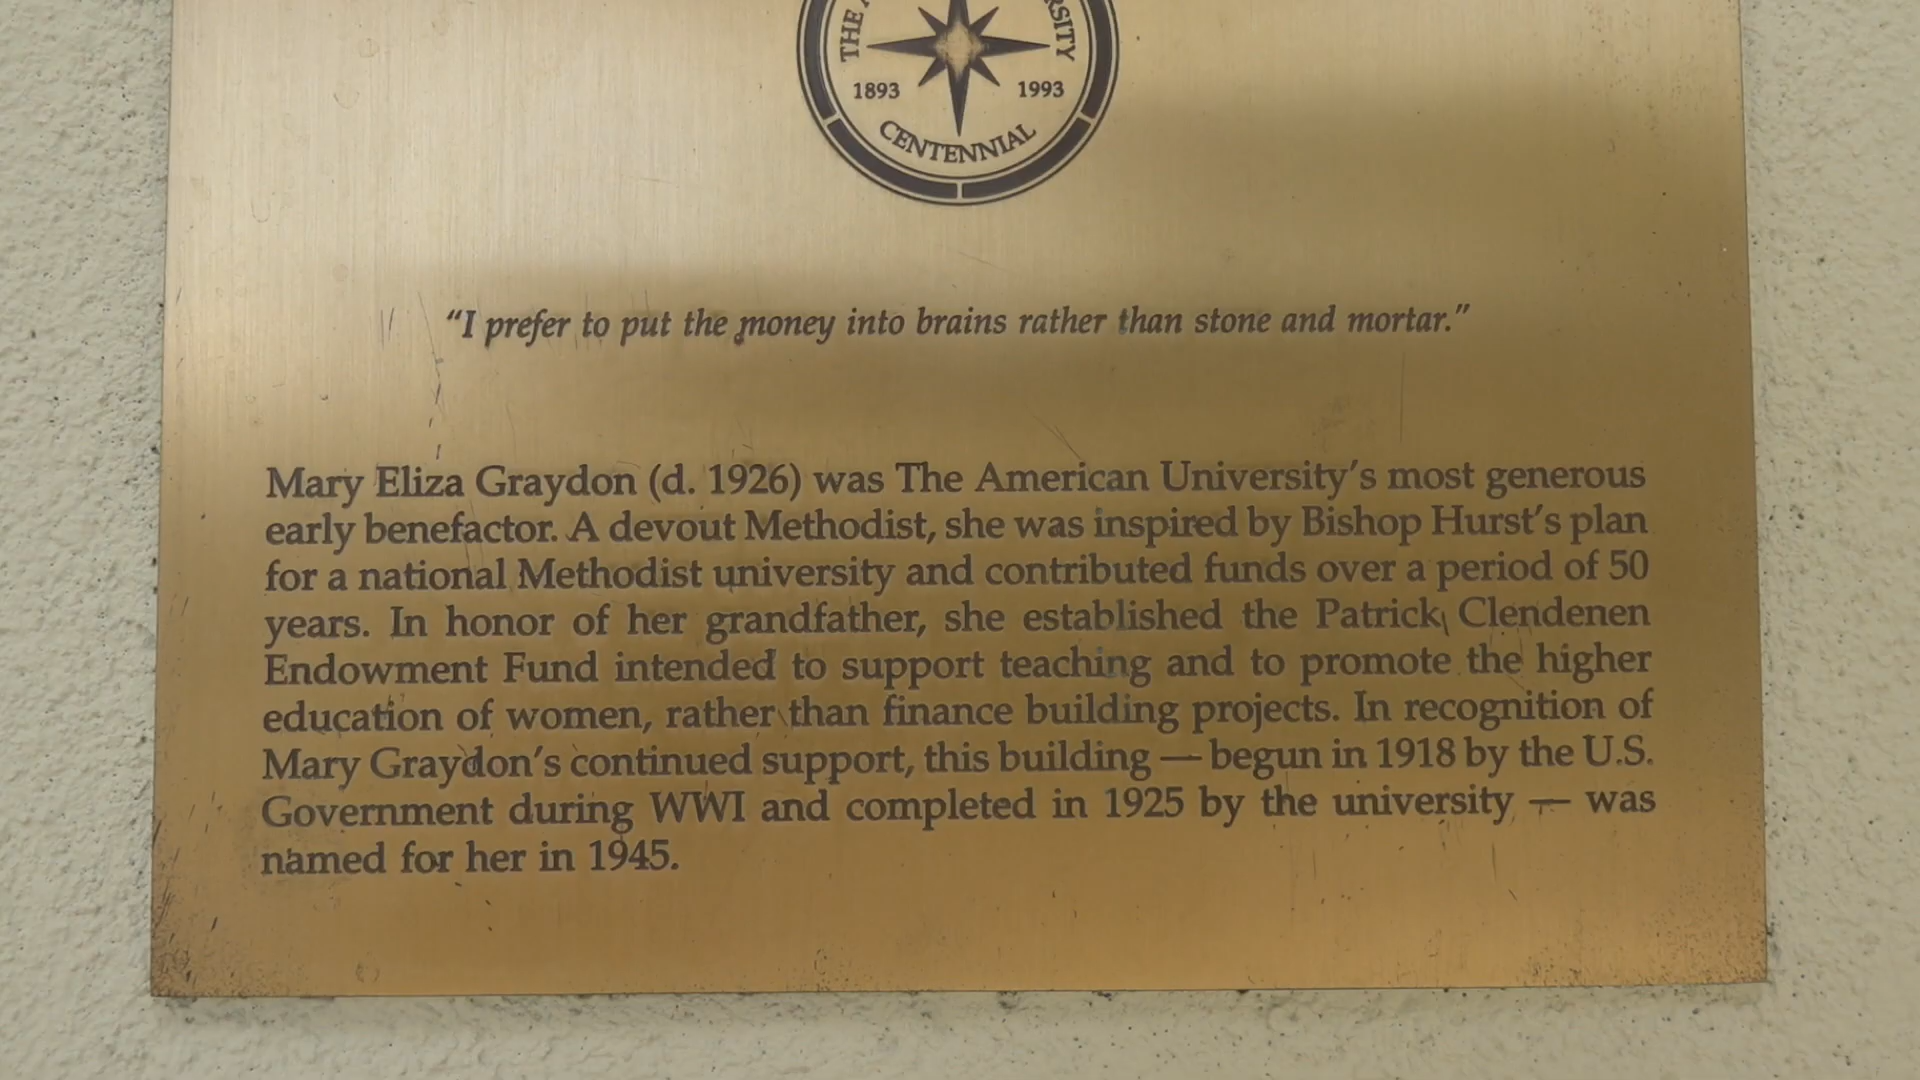 THE
RSITY
1893 1993
CENTENNIAL
“I prefer to put the money into brains rather than stone and mortar.”
Mary Eliza Graydon (d. 1926) was The American University’s most generous
early benefactor. A devout Methodist, she was inspired by Bishop Hurst’s plan
for a national Methodist university and contributed funds over a period of 50
years. In honor of her grandfather, she established the Patrick Clendenen
Endowment Fund intended to support teaching and to promote the higher
education of women, rather than finance building projects. In recognition of
Mary Graydon’s continued support, this building — begun in 1918 by the U.S.
Government during WWI and completed in 1925 by the university — was
named for her in 1945.